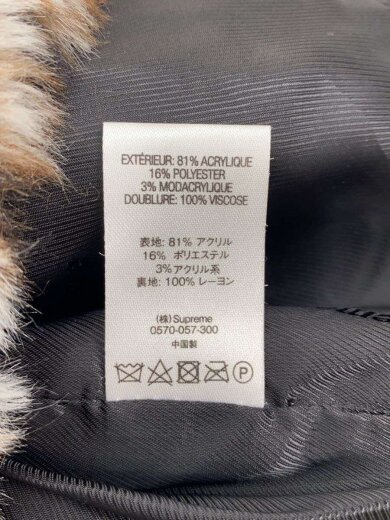 EXTÉRIEUR: 81% ACRYLIQUE
16% POLYESTER
3% MODACRYLIQUE
DOUBLURE: 100% VISCOSE
表地: 81% アクリル
16% ポリエステル
3% アクリル系
裏地: 100% レーヨン
(株) Supreme
0570-057-300
中国製
P